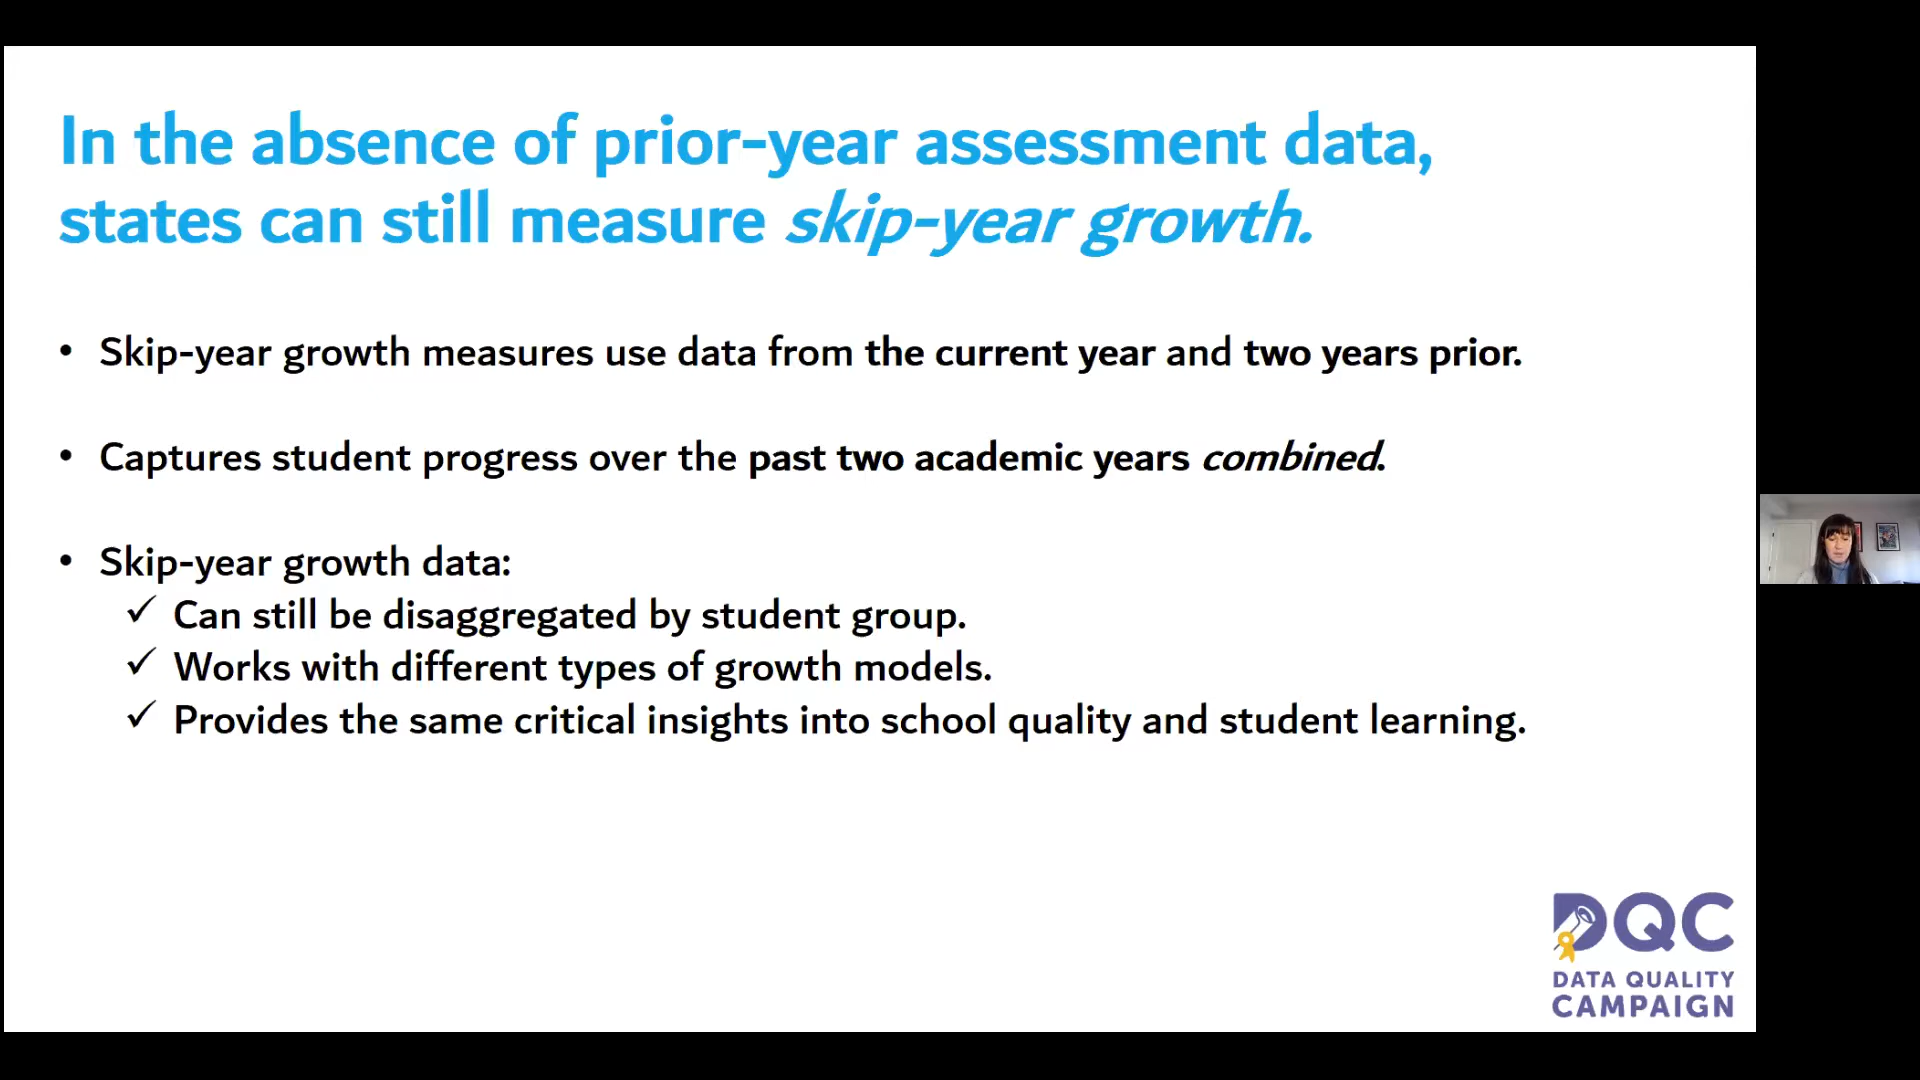 In the absence of prior-year assessment data,
states can still measure skip-year growth.
• Skip-year growth measures use data from the current year and two years prior.
• Captures student progress over the past two academic years combined.
• Skip-year growth data:
✓ Can still be disaggregated by student group.
✓ Works with different types of growth models.
✓ Provides the same critical insights into school quality and student learning.
DQC
DATA QUALITY
CAMPAIGN